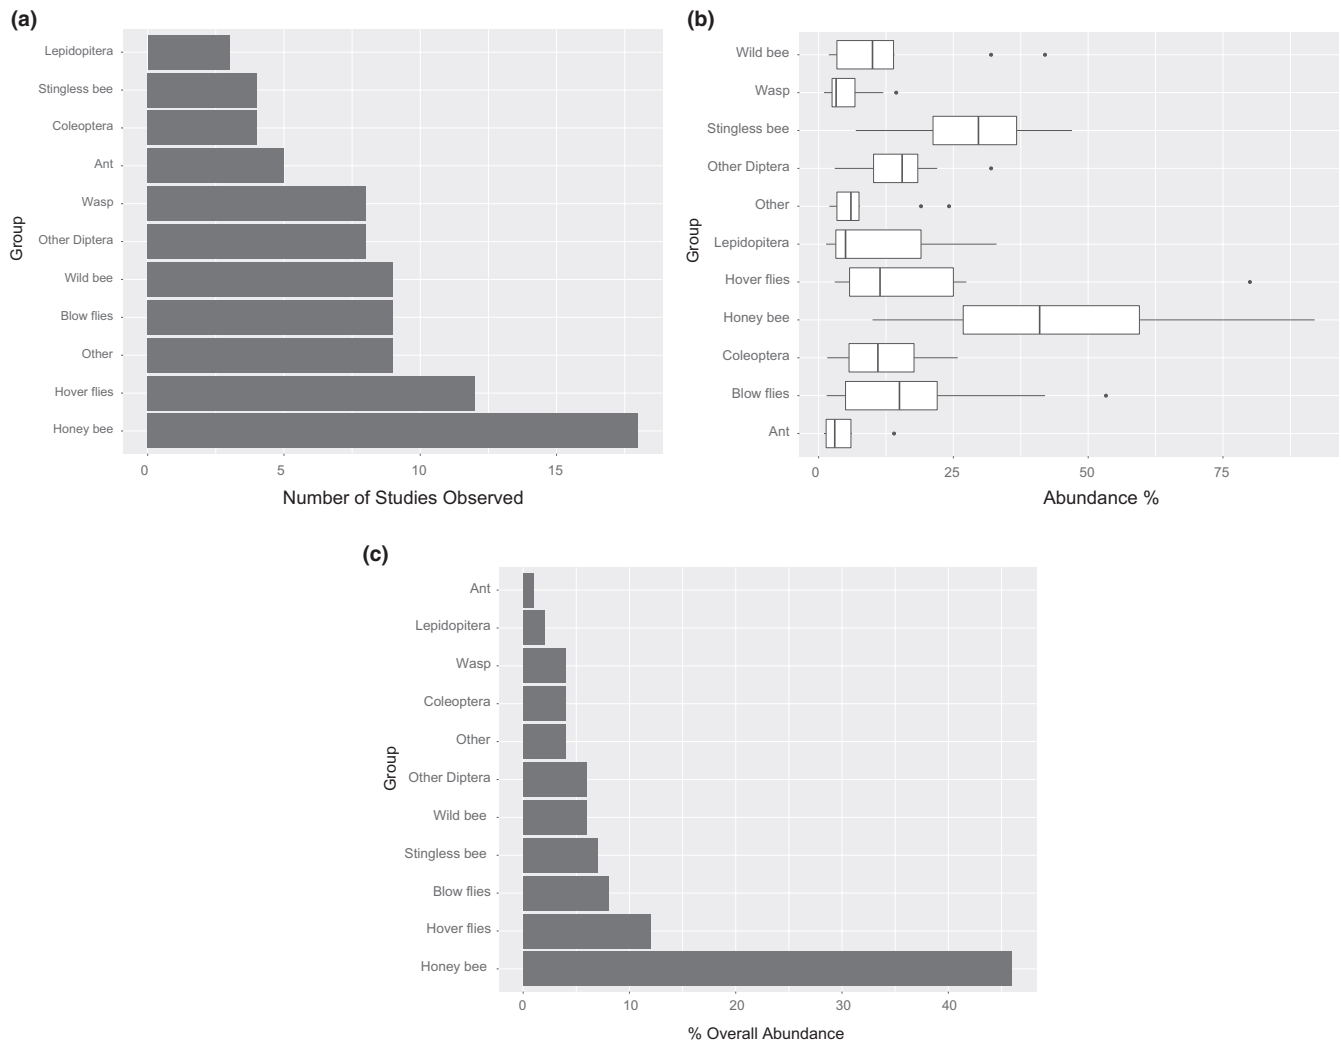 (a)
Lepidopitera
Stingless bee
Coleoptera
Ant
Wasp
Other Diptera
Wild bee
Blow flies
Other
Hover flies
Honey bee
Group
0 5 10 15
Number of Studies Observed
(b)
Wild bee
Wasp
Stingless bee
Other Diptera
Other
Lepidopitera
Hover flies
Honey bee
Coleoptera
Blow flies
Ant
Group
0 25 50 75
Abundance %
(c)
Ant
Lepidopitera
Wasp
Coleoptera
Other
Other Diptera
Wild bee
Stingless bee
Blow flies
Hover flies
Honey bee
Group
0 10 20 30 40
% Overall Abundance